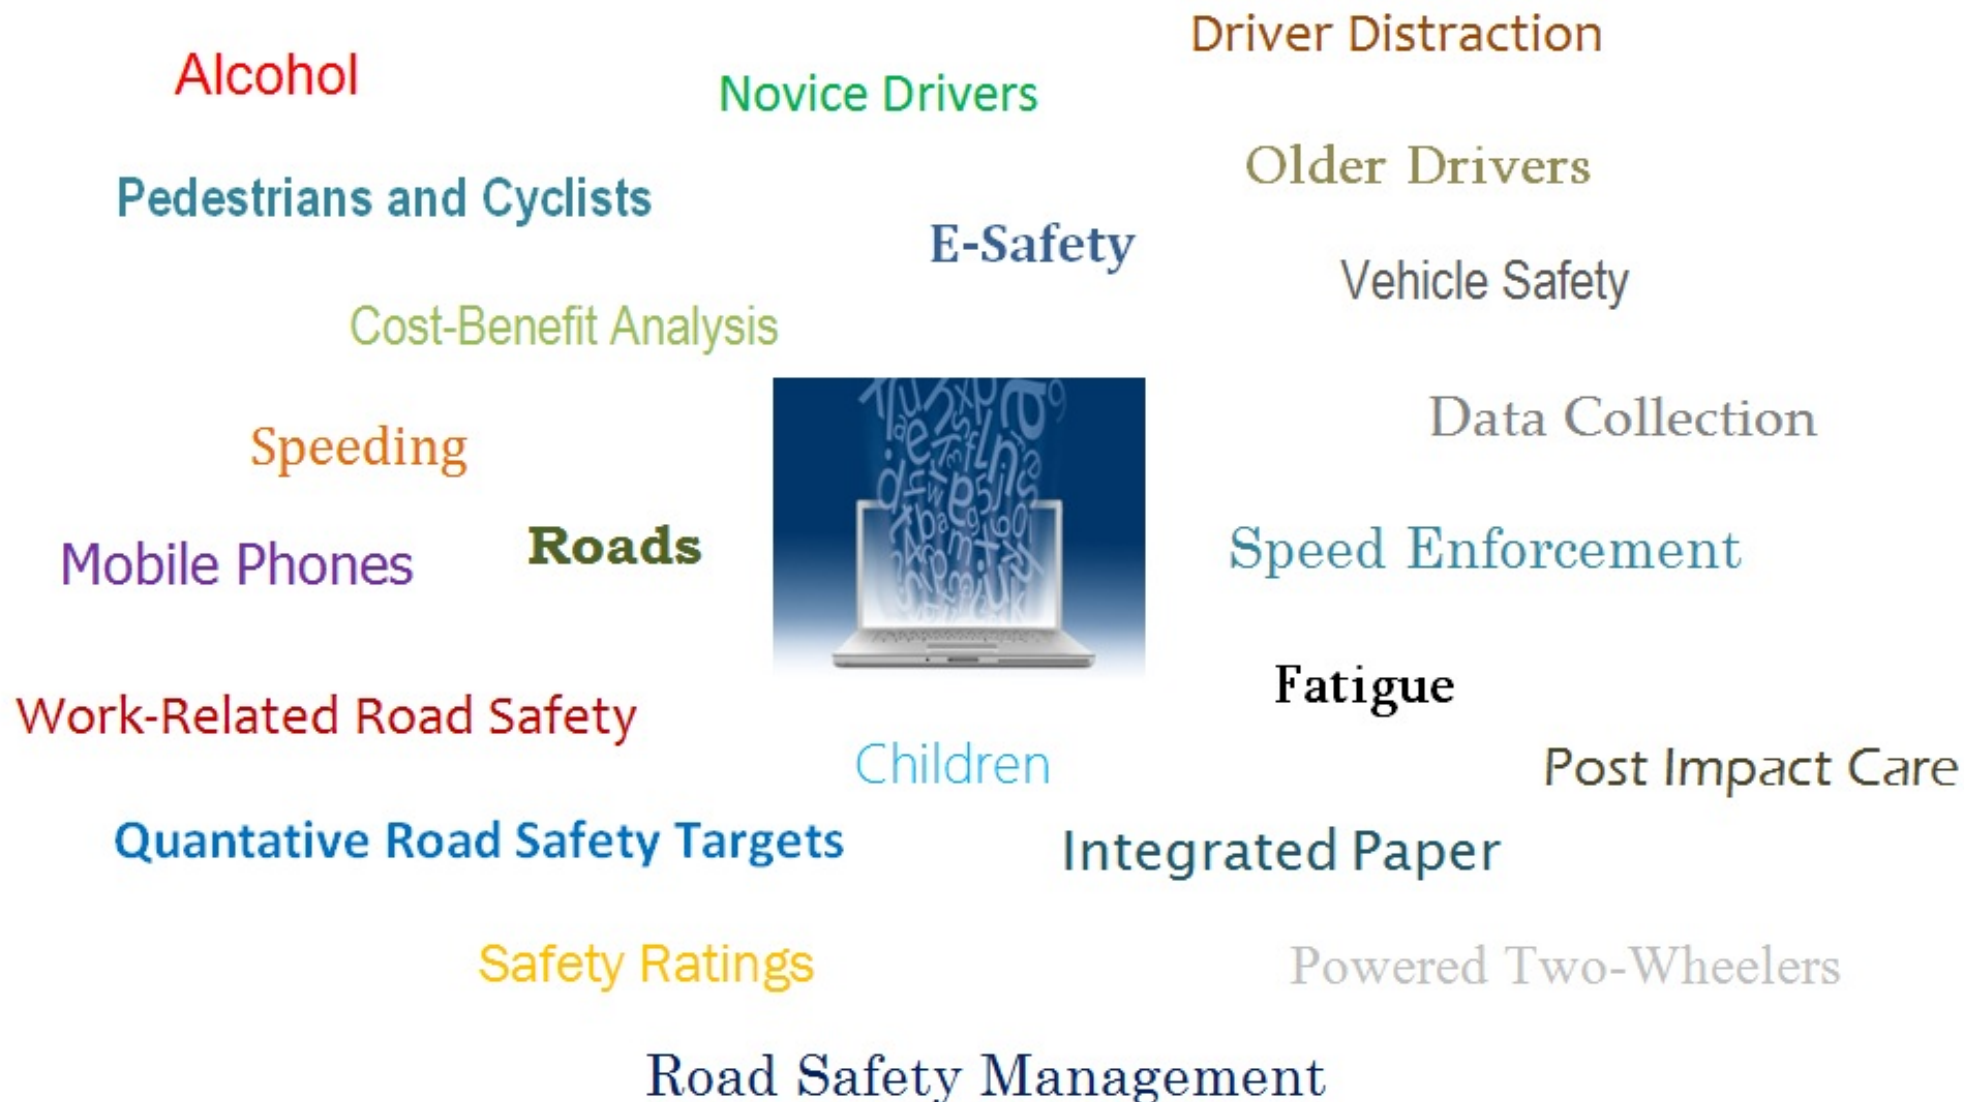 Driver Distraction
Alcohol
Novice Drivers
Older Drivers
Pedestrians and Cyclists
E-Safety
Vehicle Safety
Cost-Benefit Analysis
Data Collection
Speeding
Roads
Speed Enforcement
Mobile Phones
Fatigue
Work-Related Road Safety
Children
Post Impact Care
Quantative Road Safety Targets
Integrated Paper
Safety Ratings
Powered Two-Wheelers
Road Safety Management